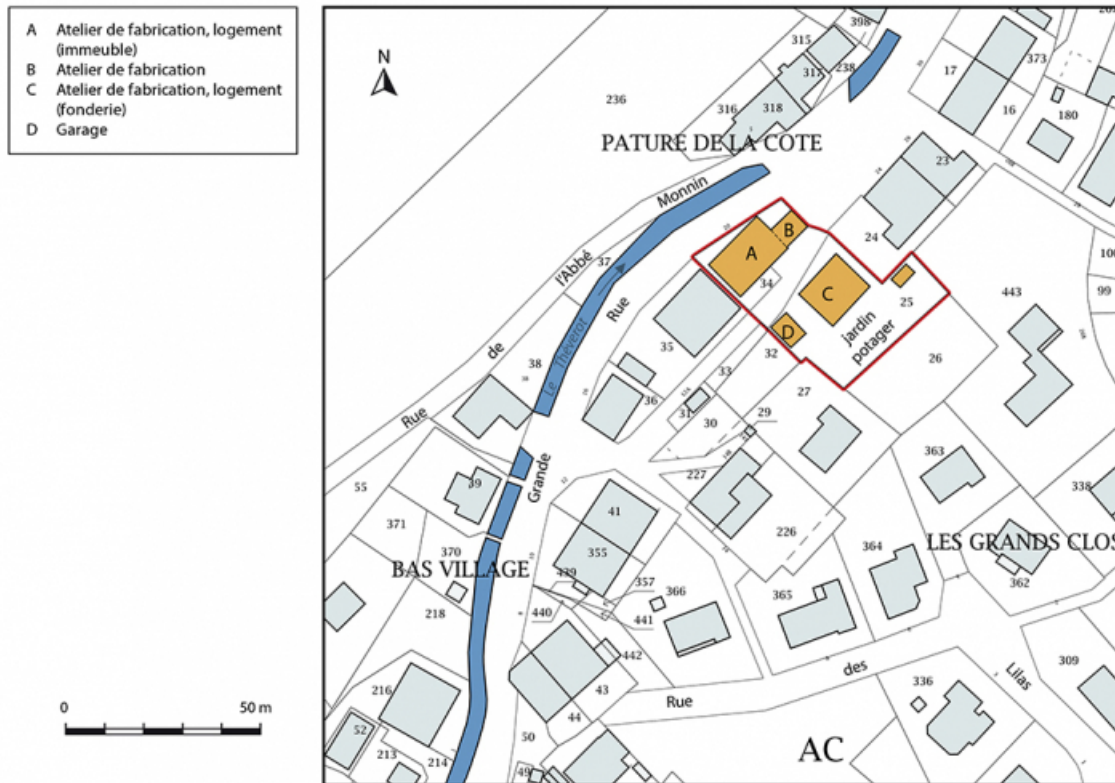 A Atelier de fabrication, logement
(immeuble)
B Atelier de fabrication
C Atelier de fabrication, logement
(fonderie)
D Garage
N
0 50 m
398
315
317
238
236
316
318
PATURE DE LA COTE
17
373
16
180
23
24
Rue de l'Abbé Monnin
37
Le Théverot
Rue
Grande
A
B
C
D
34
25
jardin
potager
443
100
99
26
35
32
33
27
38
36
31
30
29
227
363
338
55
39
371
370
BAS VILLAGE
218
41
355
439
357
366
440
441
442
226
364
LES GRANDS CLOS
362
365
216
52
213
214
43
44
50
49
Rue des Lilas
336
309
AC